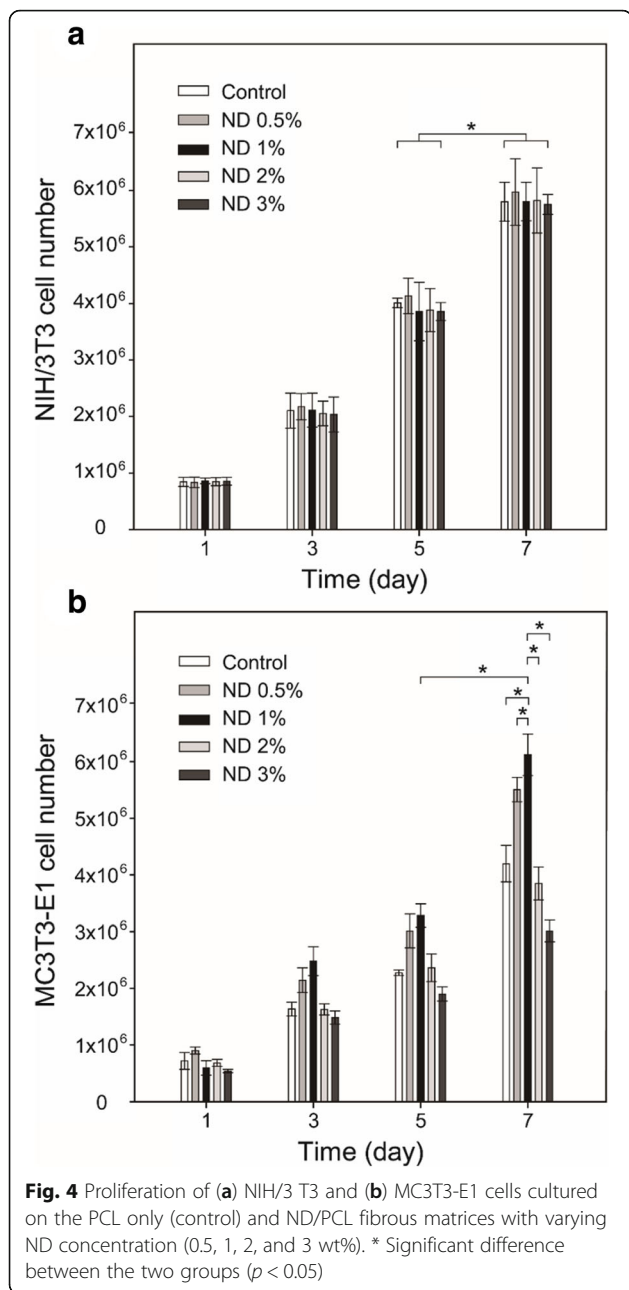 a
Control
ND 0.5%
ND 1%
ND 2%
ND 3%
*
7x10⁶
6x10⁶
5x10⁶
4x10⁶
3x10⁶
2x10⁶
1x10⁶
0
NIH/3T3 cell number
1 3 5 7
Time (day)
b
Control
ND 0.5%
ND 1%
ND 2%
ND 3%
*
*
*
*
*
7x10⁶
6x10⁶
5x10⁶
4x10⁶
3x10⁶
2x10⁶
1x10⁶
0
MC3T3-E1 cell number
1 3 5 7
Time (day)
Fig. 4 Proliferation of (a) NIH/3 T3 and (b) MC3T3-E1 cells cultured
on the PCL only (control) and ND/PCL fibrous matrices with varying
ND concentration (0.5, 1, 2, and 3 wt%). * Significant difference
between the two groups (p < 0.05)